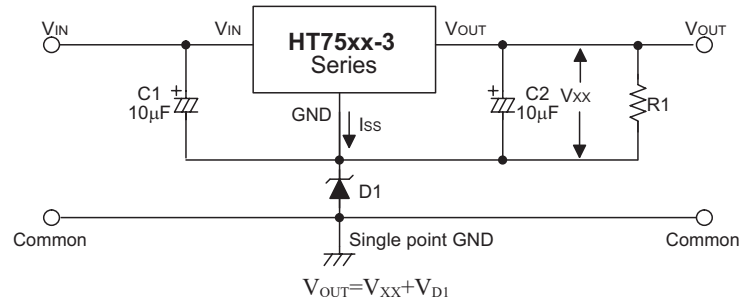 VIN
VIN
HT75xx-3
Series
VOUT
VOUT
C1
10μF
GND
ISS
C2
10μF
VXX
R1
D1
Common
Single point GND
Common
VOUT=VXX+VD1